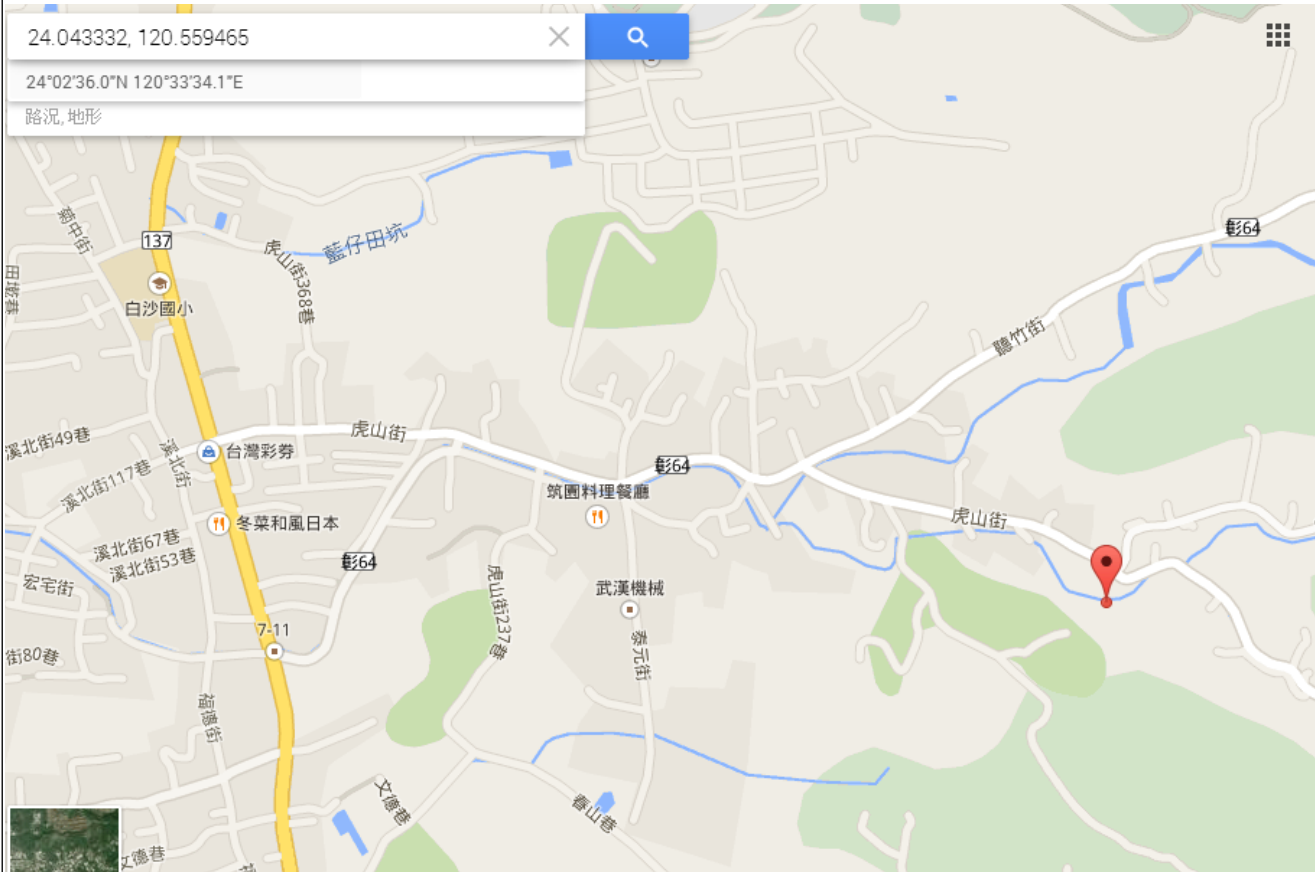 24.043332, 120.559465
24°02'36.0"N 120°33'34.1"E
路況, 地形
彰64
菊中街
藍仔田坑
137
虎山街368巷
田墘巷
白沙國小
聽竹街
虎山街
溪北街49巷
台灣彩券
溪北街
彰64
溪北街117巷
筑園料理餐廳
虎山街
冬菜和風日本
溪北街67巷
溪北街53巷
彰64
宏宅街
武漢機械
虎山街237巷
7-11
泰元街
街80巷
福德街
文德巷
春山巷
文德巷